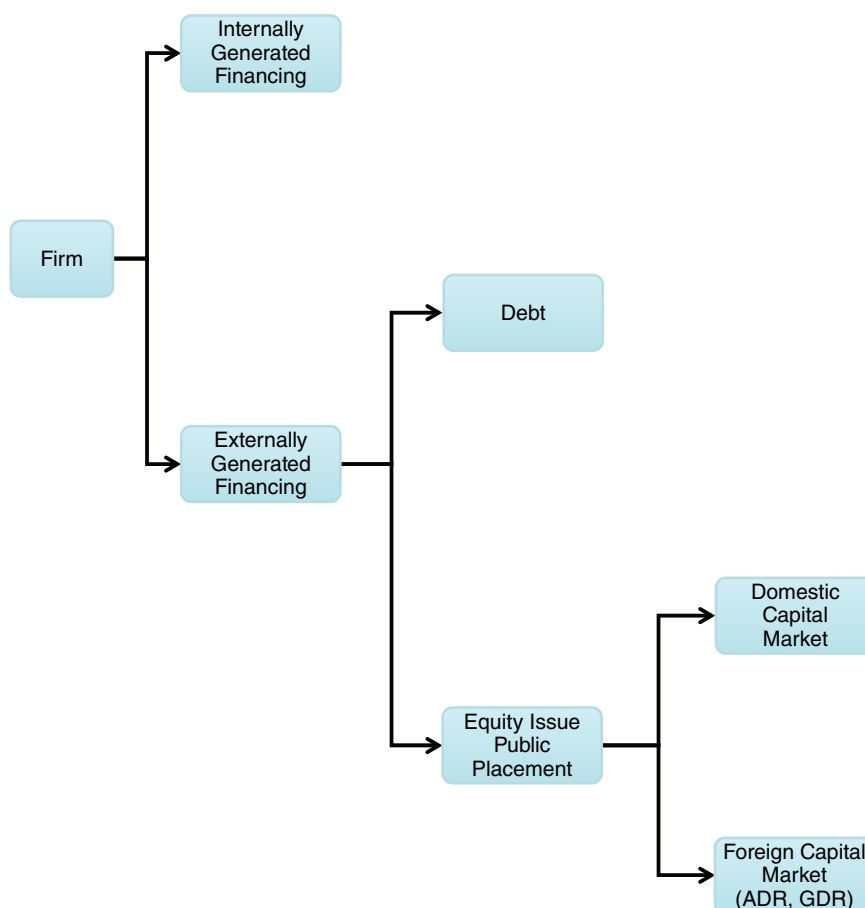 Internally
Generated
Financing
Firm
Debt
Externally
Generated
Financing
Domestic
Capital
Market
Equity Issue
Public
Placement
Foreign Capital
Market
(ADR, GDR)